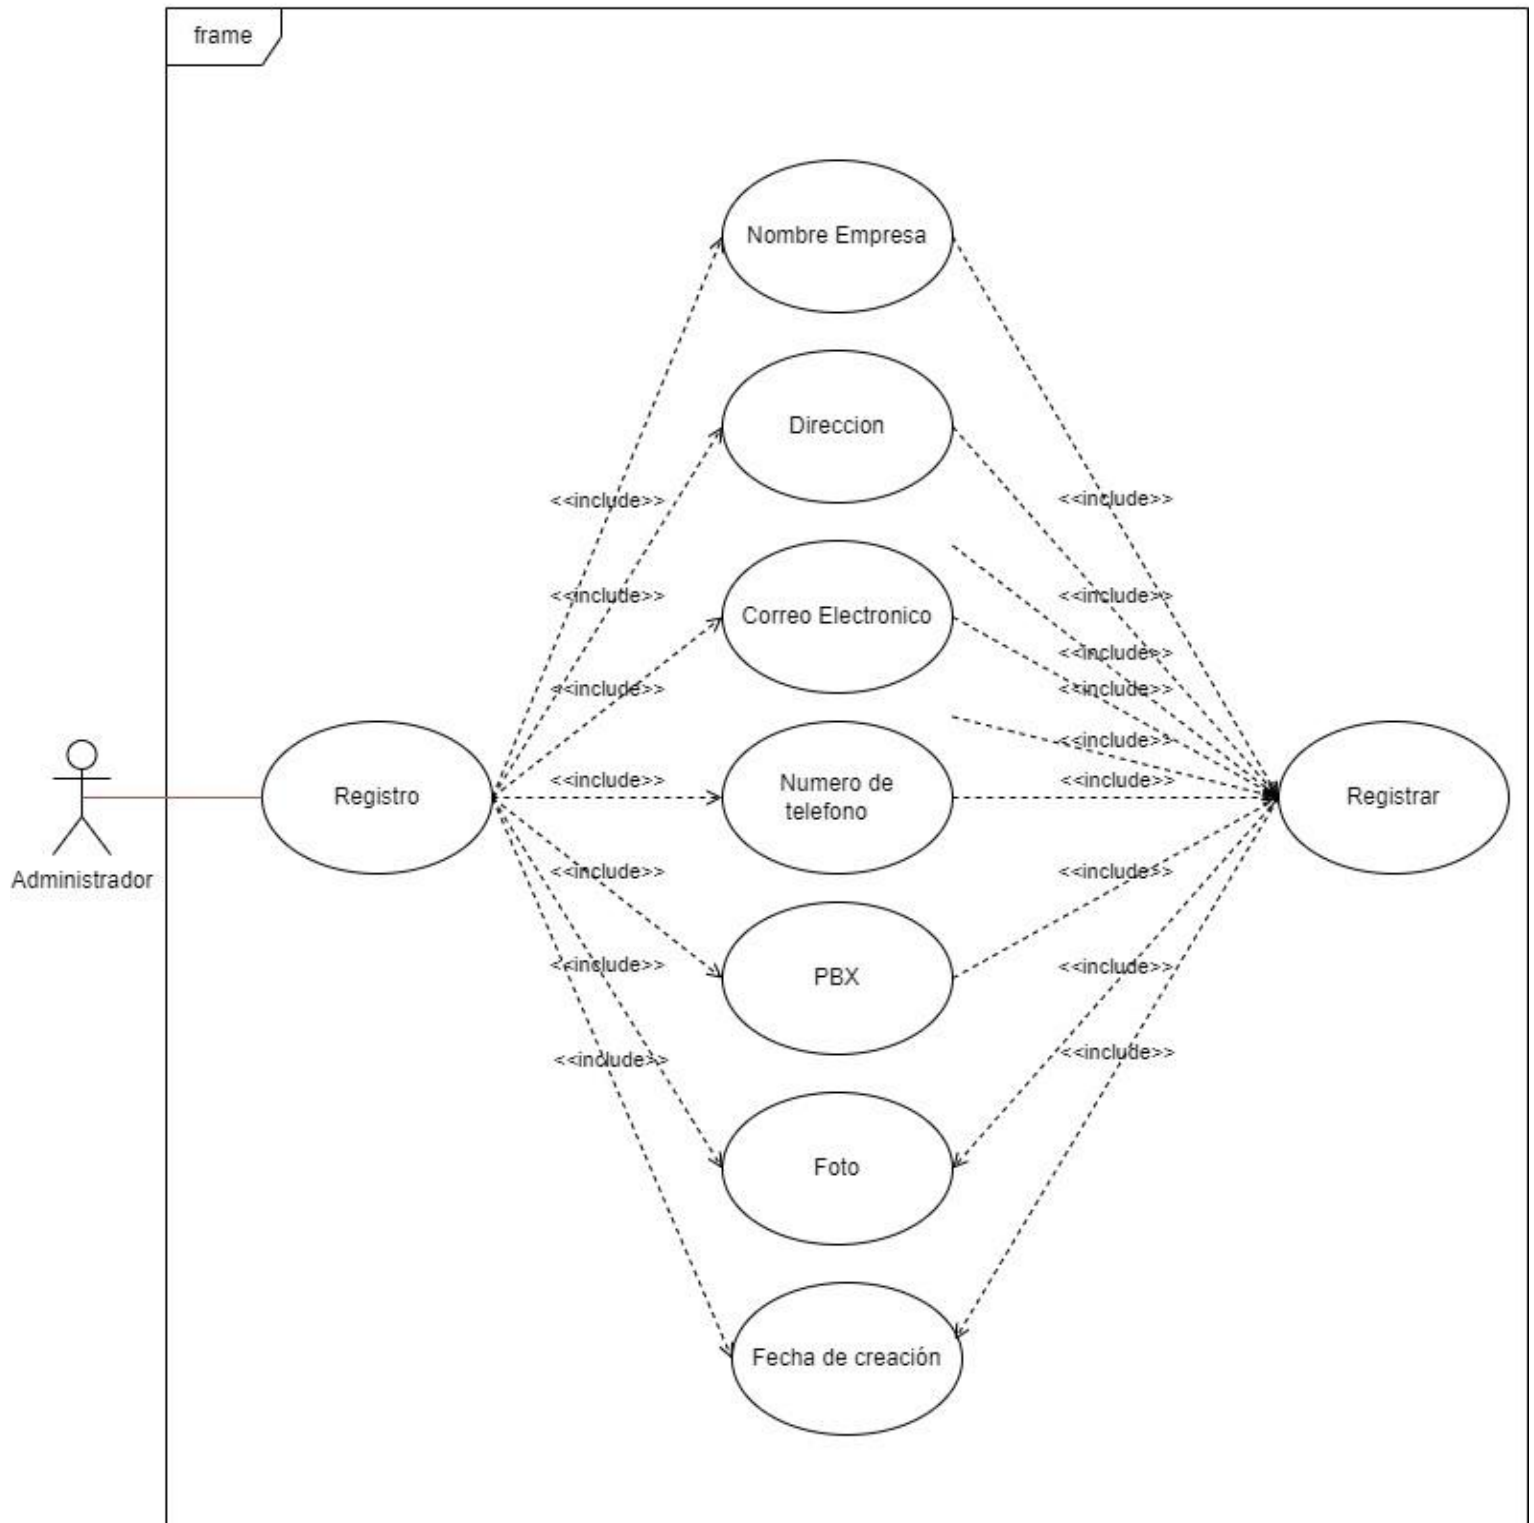 frame
Nombre Empresa
Direccion
<<include>>
<<include>>
<<include>>
<<include>>
Correo Electronico
<<include>>
<<include>>
<<include>>
<<include>>
<<include>>
<<include>>
Registro
Numero de
telefono
Registrar
Administrador
<<include>>
<<include>>
<<include>>
<<include>>
PBX
<<include>>
<<include>>
Foto
Fecha de creación